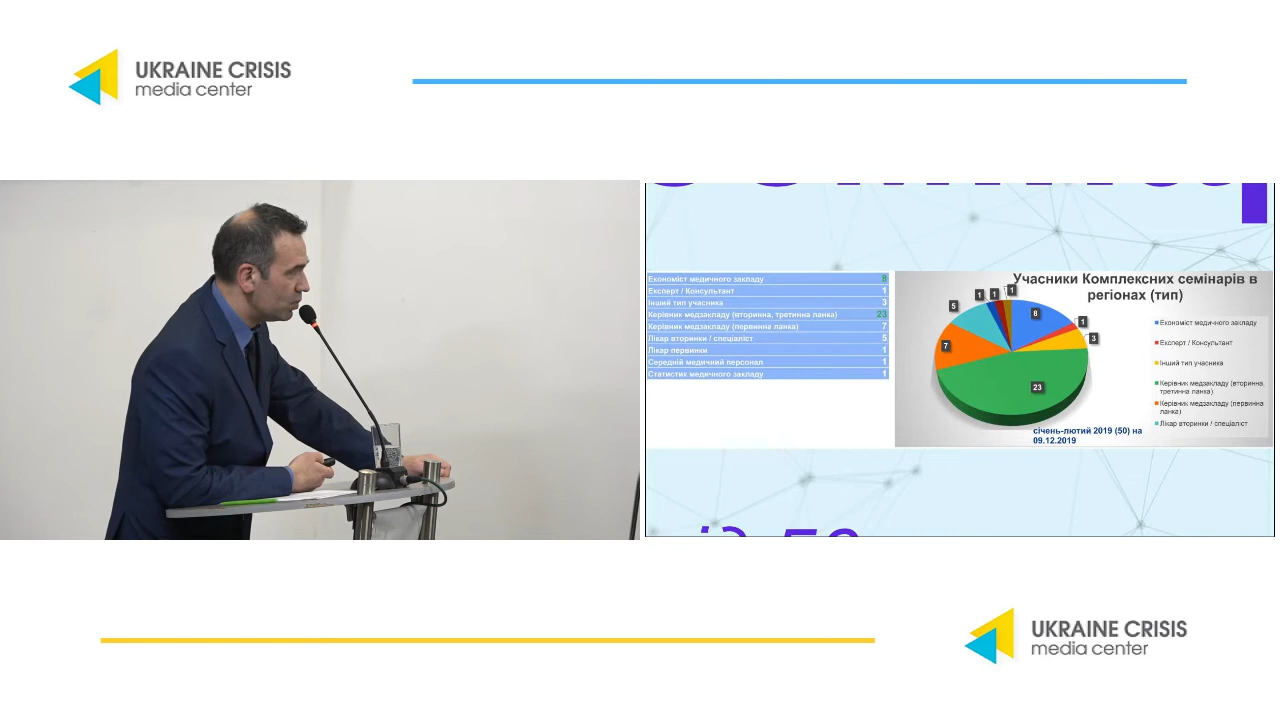 UKRAINE CRISIS
media center
Економіст медичного закладу 8
Експерт / Консультант 1
Інший тип учасника 3
Керівник медзакладу (вторинна, третинна ланка) 23
Керівник медзакладу (первинна ланка) 7
Лікар вторинки / спеціаліст 5
Лікар первинки 1
Середній медичний персонал 1
Статистик медичного закладу 1
Учасники Комплексних семінарів в
регіонах (тип)
5
1
1
1
8
1
3
7
23
Економіст медичного закладу
Експерт / Консультант
Інший тип учасника
Керівник медзакладу (вторинна,
третинна ланка)
Керівник медзакладу (первинна
ланка)
Лікар вторинки / спеціаліст
січень-лютий 2019 (50) на
09.12.2019
UKRAINE CRISIS
media center